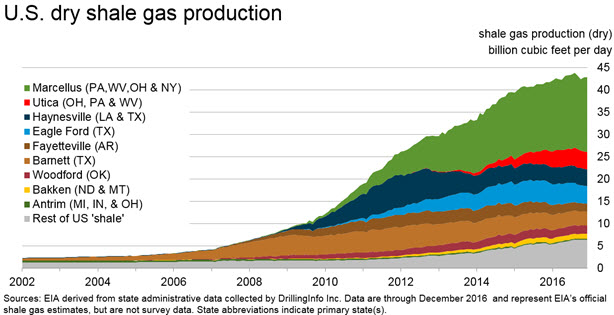 U.S. dry shale gas production
shale gas production (dry)
billion cubic feet per day
45
40
35
30
25
20
15
10
5
0
Marcellus (PA,WV,OH & NY)
Utica (OH, PA & WV)
Haynesville (LA & TX)
Eagle Ford (TX)
Fayetteville (AR)
Barnett (TX)
Woodford (OK)
Bakken (ND & MT)
Antrim (MI, IN, & OH)
Rest of US 'shale'
2002 2004 2006 2008 2010 2012 2014 2016
Sources: EIA derived from state administrative data collected by DrillingInfo Inc. Data are through December 2016 and represent EIA's official
shale gas estimates, but are not survey data. State abbreviations indicate primary state(s).